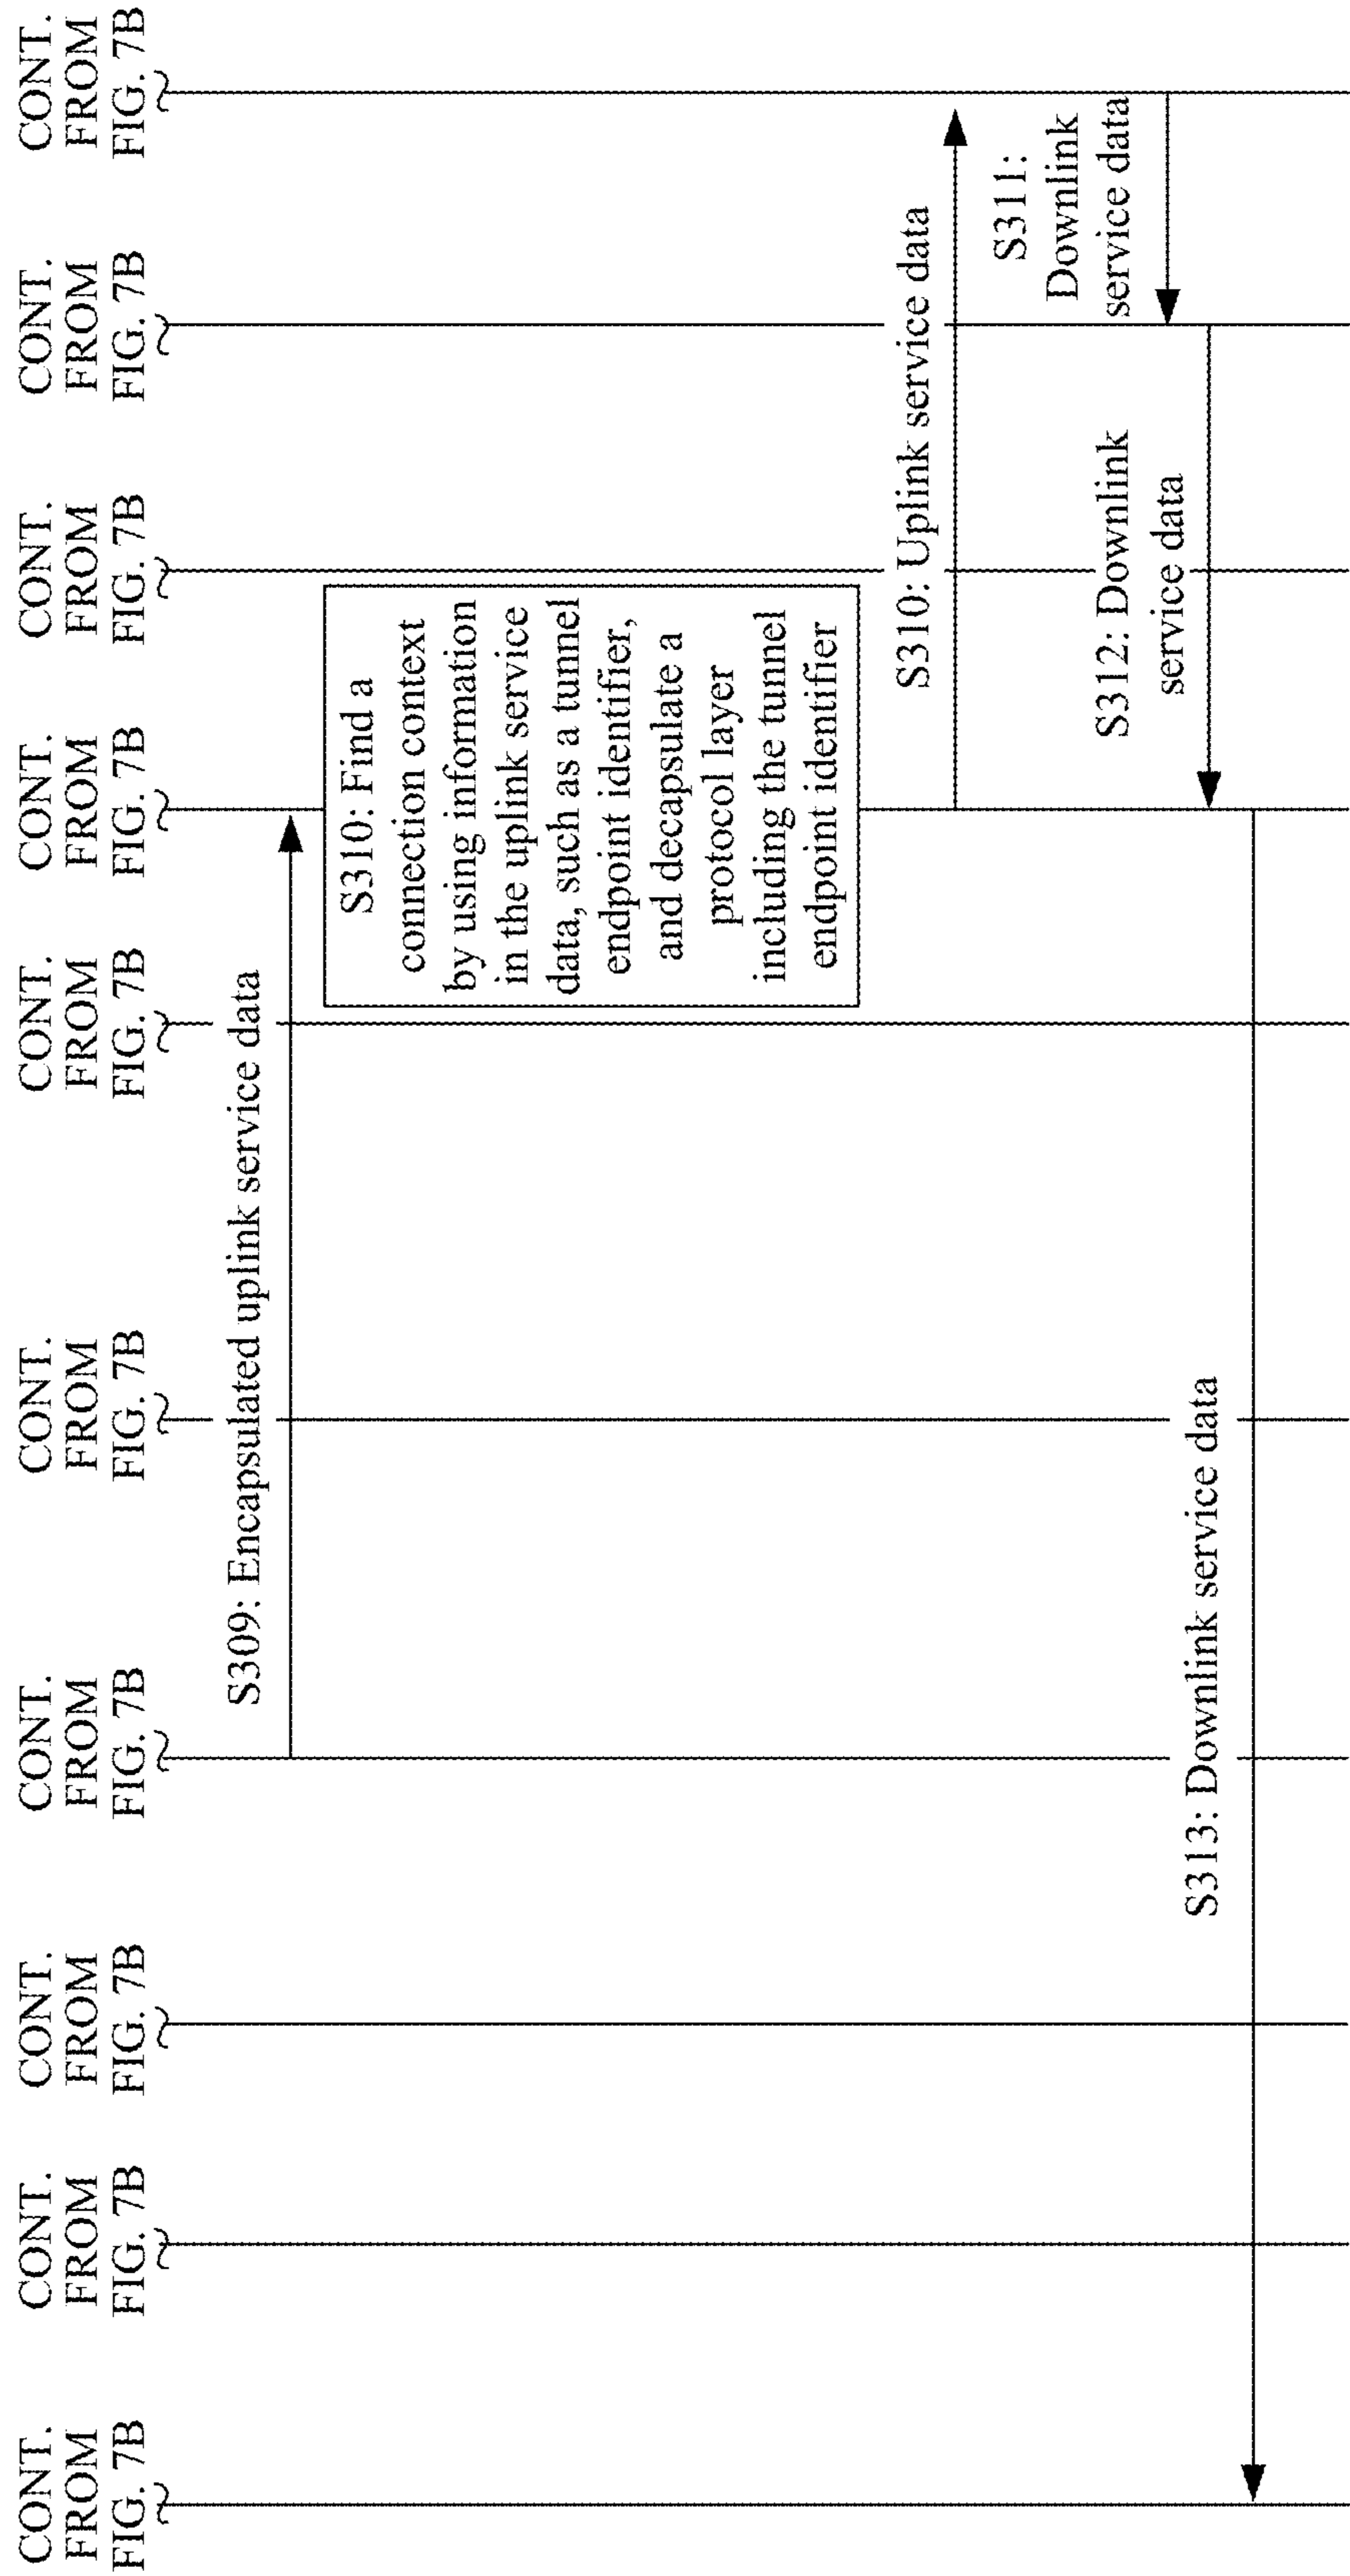 CONT.
FROM
FIG. 7B
CONT.
FROM
FIG. 7B
CONT.
FROM
FIG. 7B
CONT.
FROM
FIG. 7B
CONT.
FROM
FIG. 7B
CONT.
FROM
FIG. 7B
CONT.
FROM
FIG. 7B
CONT.
FROM
FIG. 7B
CONT.
FROM
FIG. 7B
CONT.
FROM
FIG. 7B
S309: Encapsulated uplink service data
S310: Find a
connection context
by using information
in the uplink service
data, such as a tunnel
endpoint identifier,
and decapsulate a
protocol layer
including the tunnel
endpoint identifier
S310: Uplink service data
S311:
Downlink
service data
S312: Downlink
service data
S313: Downlink service data